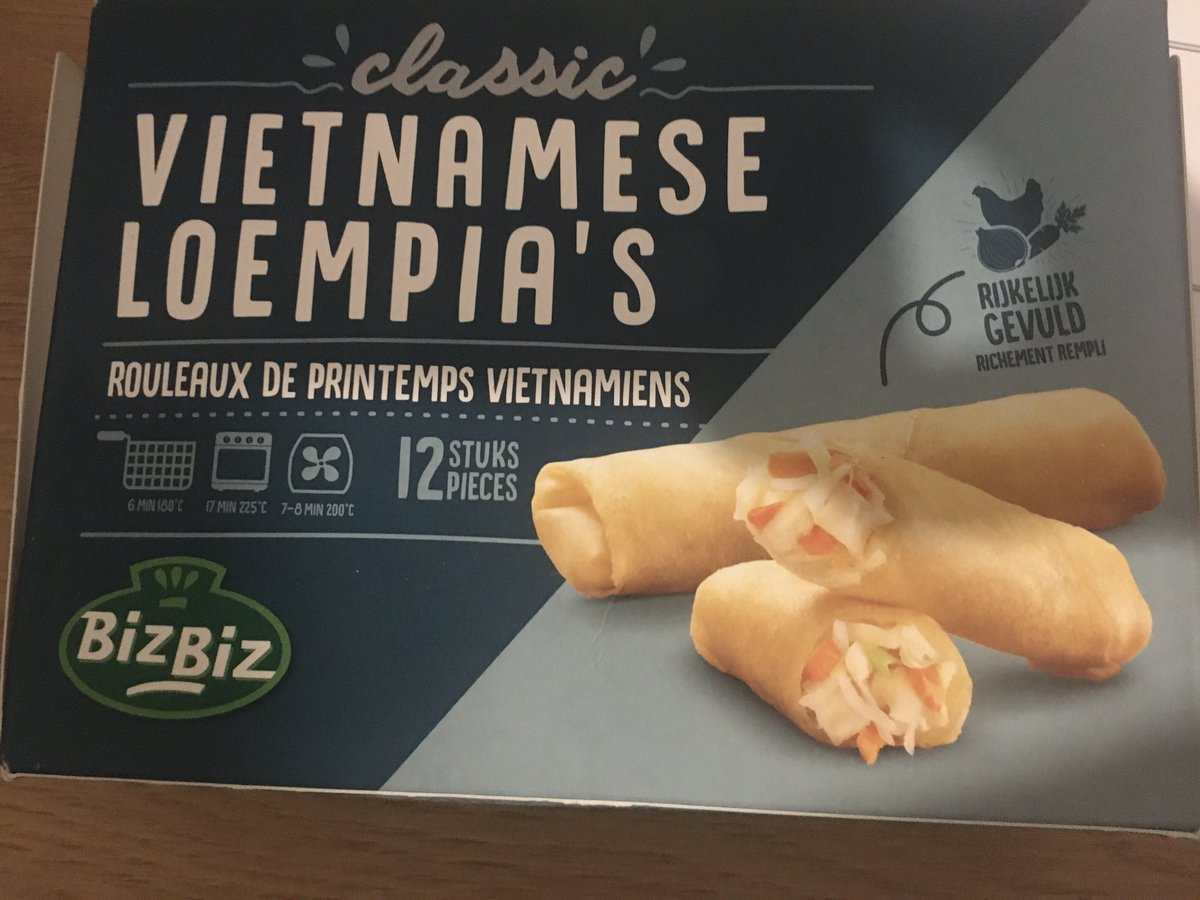 classic
VIETNAMESE
LOEMPIA'S
ROULEAUX DE PRINTEMPS VIETNAMIENS
6 MIN 180°C 17 MIN 225°C 7-8 MIN 200°C
12 STUKS
PIECES
BizBiz
RIJKELIJK
GEVULD
RICHEMENT REMPLI